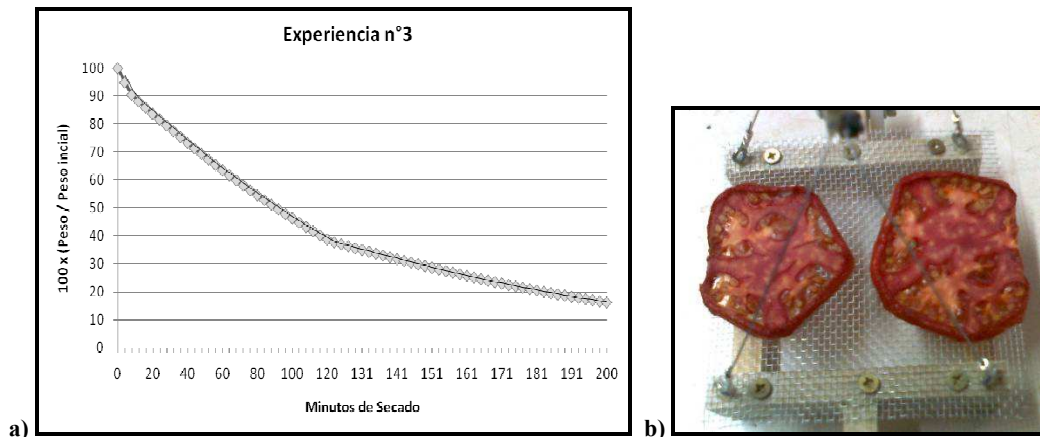 Experiencia n°3
100 x (Peso / Peso incial)
100
90
80
70
60
50
40
30
20
10
0
0 20 40 60 80 100 120 131 141 151 161 171 181 191 200
Minutos de Secado
a)
b)